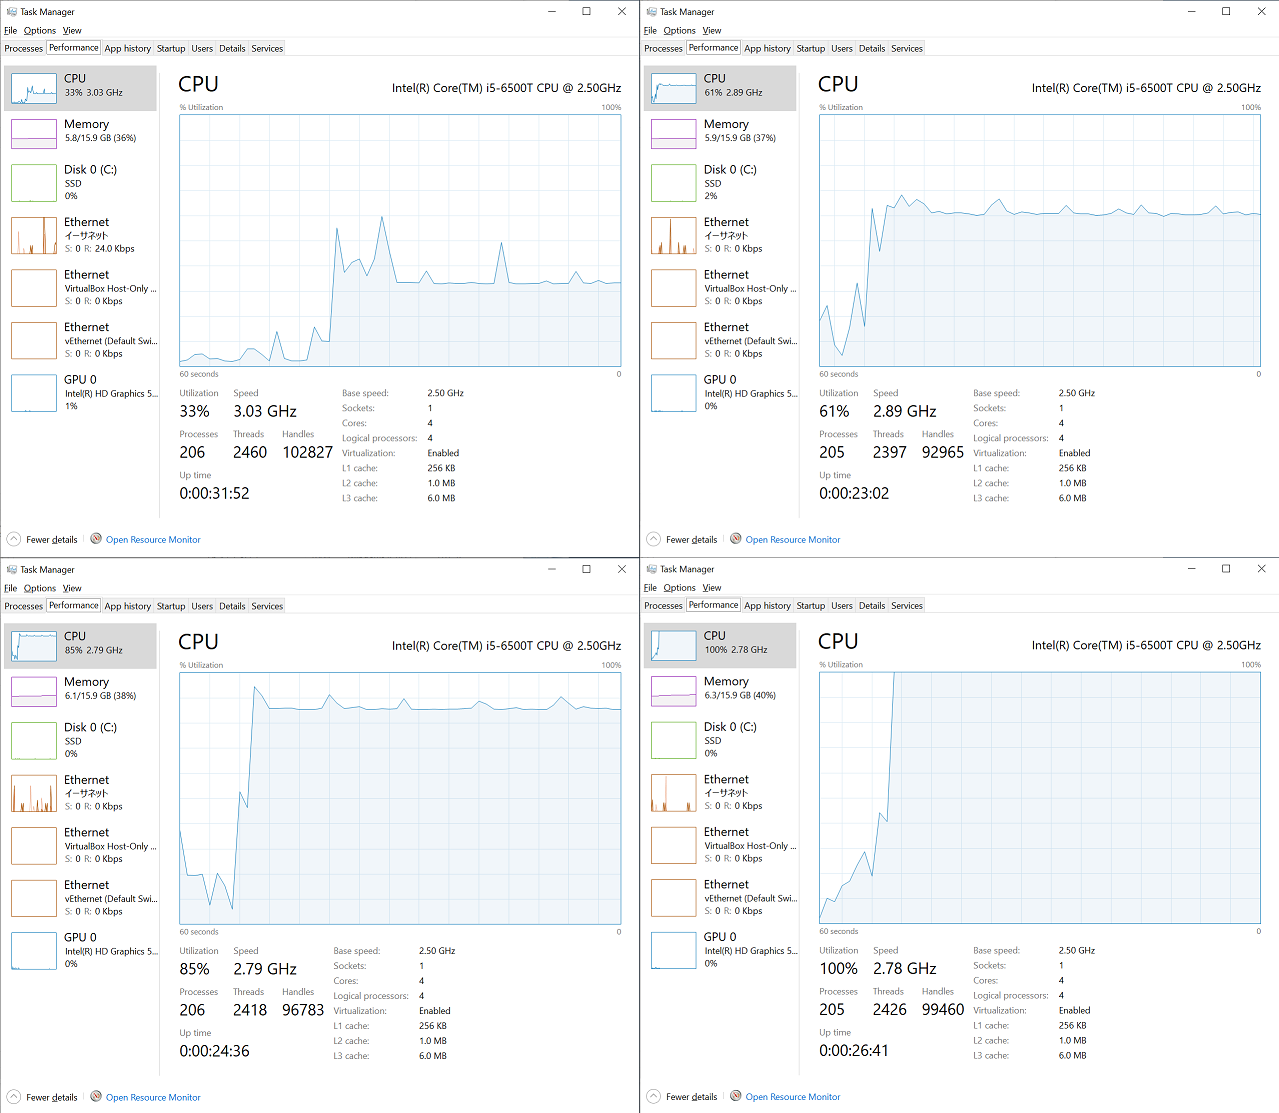 Task Manager
File Options View
Processes Performance App history Startup Users Details Services
CPU
33% 3.03 GHz
Memory
5.8/15.9 GB (36%)
Disk 0 (C:)
SSD
0%
Ethernet
イーサネット
S: 0 R: 24.0 Kbps
Ethernet
VirtualBox Host-Only ...
S: 0 R: 0 Kbps
Ethernet
vEthernet (Default Swi...
S: 0 R: 0 Kbps
GPU 0
Intel(R) HD Graphics 5...
1%
CPU Intel(R) Core(TM) i5-6500T CPU @ 2.50GHz
% Utilization 100%
60 seconds 0
Utilization Speed
33% 3.03 GHz
Processes Threads Handles
206 2460 102827
Up time
0:00:31:52
Base speed: 2.50 GHz
Sockets: 1
Cores: 4
Logical processors: 4
Virtualization: Enabled
L1 cache: 256 KB
L2 cache: 1.0 MB
L3 cache: 6.0 MB
Fewer details Open Resource Monitor
Task Manager
File Options View
Processes Performance App history Startup Users Details Services
CPU
61% 2.89 GHz
Memory
5.9/15.9 GB (37%)
Disk 0 (C:)
SSD
2%
Ethernet
イーサネット
S: 0 R: 0 Kbps
Ethernet
VirtualBox Host-Only ...
S: 0 R: 0 Kbps
Ethernet
vEthernet (Default Swi...
S: 0 R: 0 Kbps
GPU 0
Intel(R) HD Graphics 5...
0%
CPU Intel(R) Core(TM) i5-6500T CPU @ 2.50GHz
% Utilization 100%
60 seconds 0
Utilization Speed
61% 2.89 GHz
Processes Threads Handles
205 2397 92965
Up time
0:00:23:02
Base speed: 2.50 GHz
Sockets: 1
Cores: 4
Logical processors: 4
Virtualization: Enabled
L1 cache: 256 KB
L2 cache: 1.0 MB
L3 cache: 6.0 MB
Fewer details Open Resource Monitor
Task Manager
File Options View
Processes Performance App history Startup Users Details Services
CPU
85% 2.79 GHz
Memory
6.1/15.9 GB (38%)
Disk 0 (C:)
SSD
0%
Ethernet
イーサネット
S: 0 R: 0 Kbps
Ethernet
VirtualBox Host-Only ...
S: 0 R: 0 Kbps
Ethernet
vEthernet (Default Swi...
S: 0 R: 0 Kbps
GPU 0
Intel(R) HD Graphics 5...
0%
CPU Intel(R) Core(TM) i5-6500T CPU @ 2.50GHz
% Utilization 100%
60 seconds 0
Utilization Speed
85% 2.79 GHz
Processes Threads Handles
206 2418 96783
Up time
0:00:24:36
Base speed: 2.50 GHz
Sockets: 1
Cores: 4
Logical processors: 4
Virtualization: Enabled
L1 cache: 256 KB
L2 cache: 1.0 MB
L3 cache: 6.0 MB
Fewer details Open Resource Monitor
Task Manager
File Options View
Processes Performance App history Startup Users Details Services
CPU
100% 2.78 GHz
Memory
6.3/15.9 GB (40%)
Disk 0 (C:)
SSD
0%
Ethernet
イーサネット
S: 0 R: 0 Kbps
Ethernet
VirtualBox Host-Only ...
S: 0 R: 0 Kbps
Ethernet
vEthernet (Default Swi...
S: 0 R: 0 Kbps
GPU 0
Intel(R) HD Graphics 5...
0%
CPU Intel(R) Core(TM) i5-6500T CPU @ 2.50GHz
% Utilization 100%
60 seconds 0
Utilization Speed
100% 2.78 GHz
Processes Threads Handles
205 2426 99460
Up time
0:00:26:41
Base speed: 2.50 GHz
Sockets: 1
Cores: 4
Logical processors: 4
Virtualization: Enabled
L1 cache: 256 KB
L2 cache: 1.0 MB
L3 cache: 6.0 MB
Fewer details Open Resource Monitor